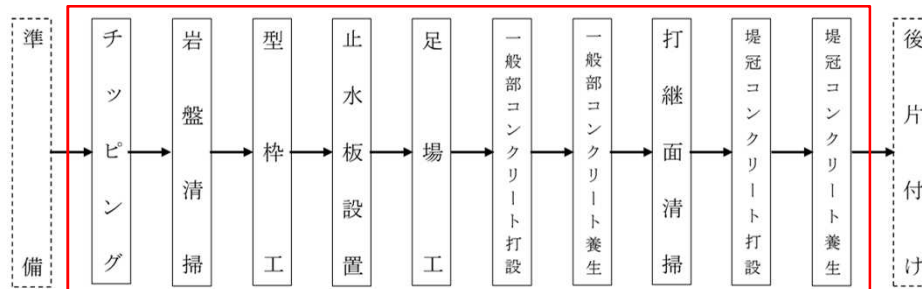 準備
チッピング
岩盤清掃
型枠工
止水板設置
足場工
一般部コンクリート打設
一般部コンクリート養生
打継面清掃
堤冠コンクリート打設
堤冠コンクリート養生
後片付け